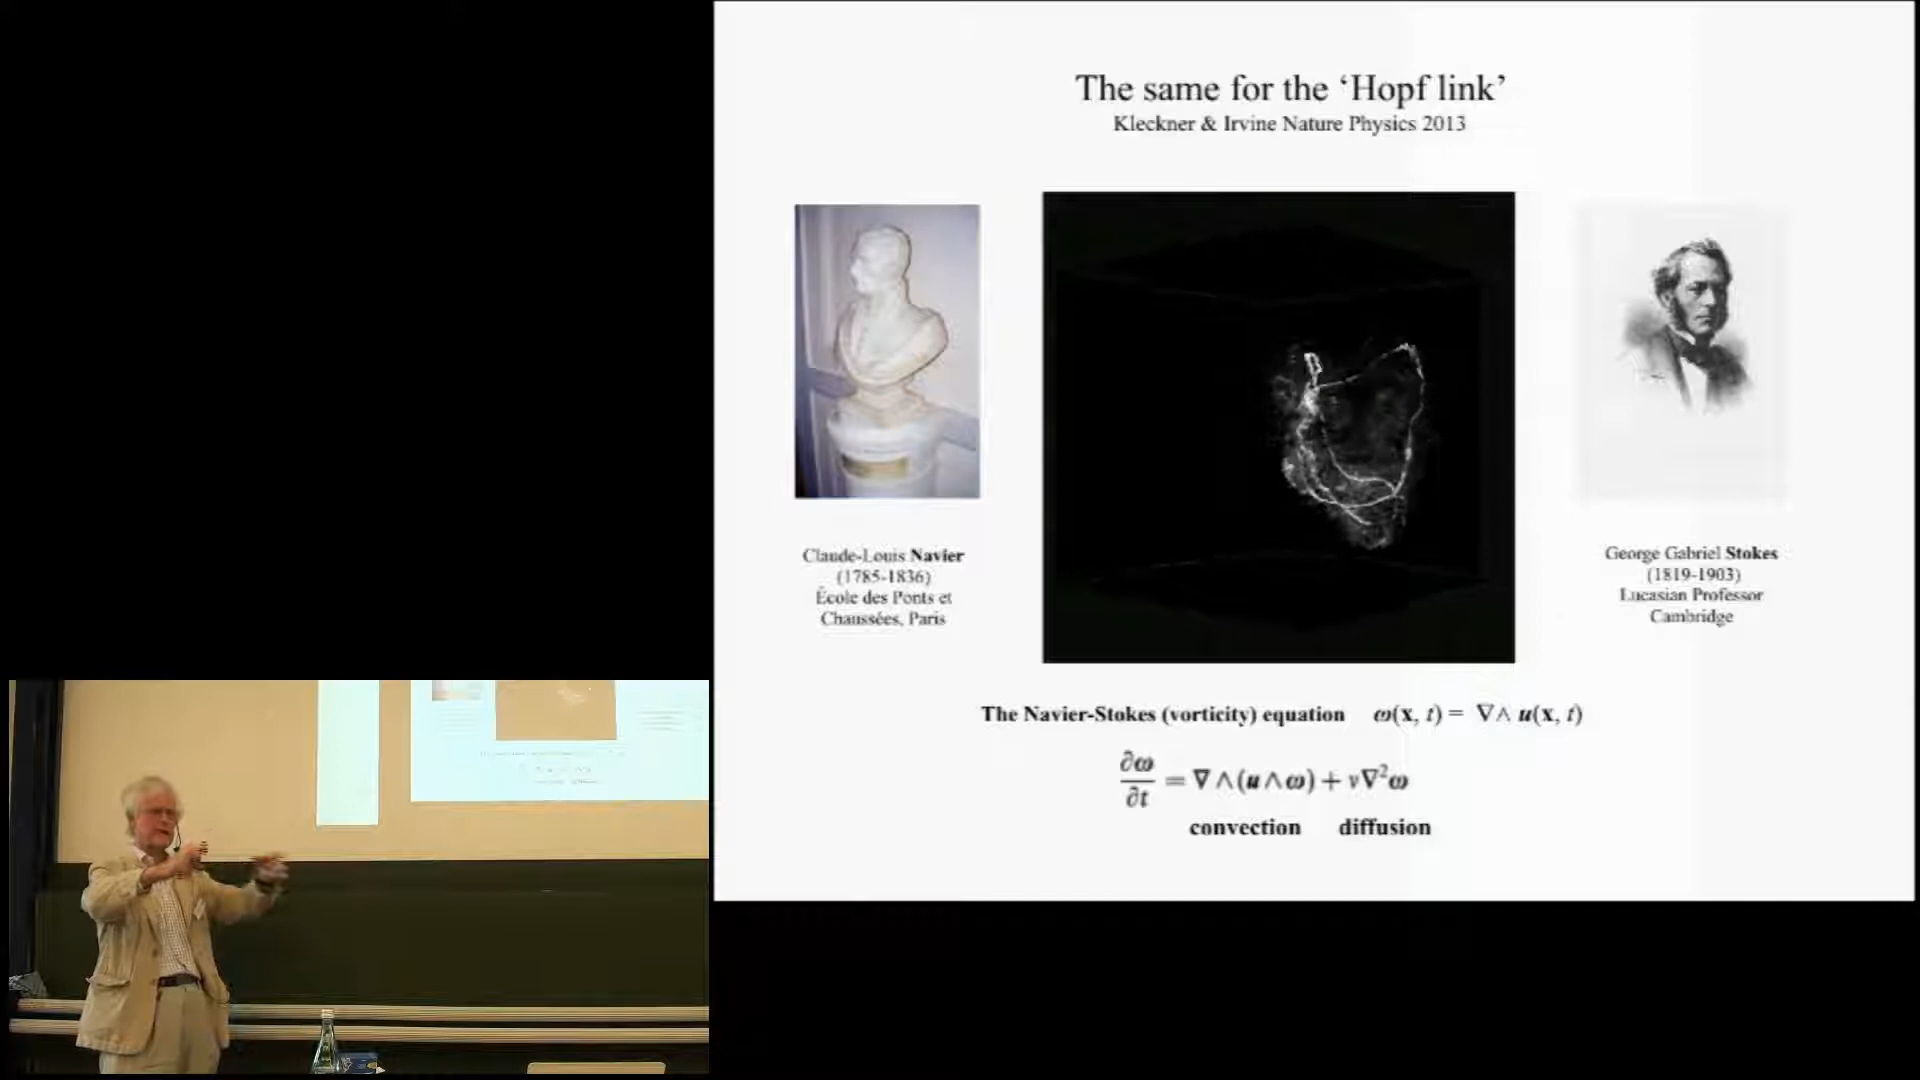 The same for the ‘Hopf link’
Kleckner & Irvine Nature Physics 2013
Claude-Louis Navier
(1785-1836)
École des Ponts et
Chaussées, Paris
George Gabriel Stokes
(1819-1903)
Lucasian Professor
Cambridge
The Navier-Stokes (vorticity) equation ω(x, t) = ∇∧ u(x, t)
∂ω/∂t = ∇∧(u∧ω) + ν∇²ω
convection diffusion